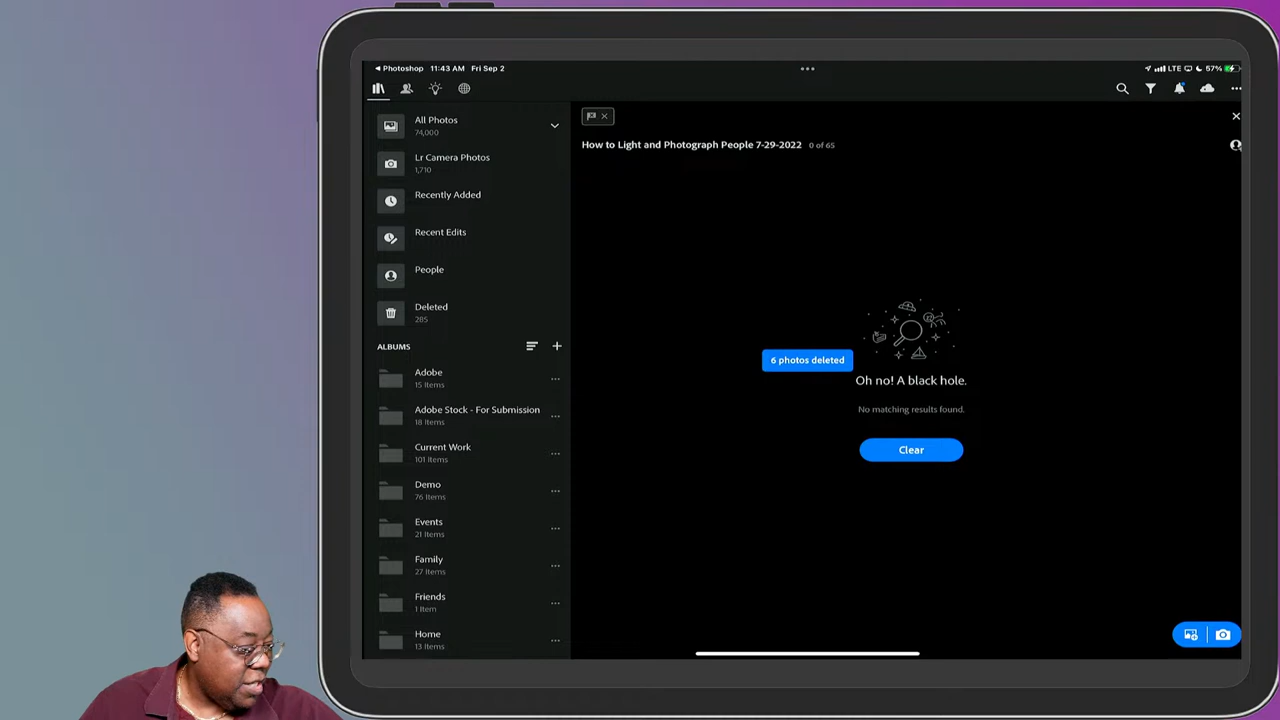 ◀ Photoshop 11:43 AM Fri Sep 2
LTE 57%
All Photos
74,000
Lr Camera Photos
1,710
Recently Added
Recent Edits
People
Deleted
285
ALBUMS
Adobe
15 Items
Adobe Stock - For Submission
18 Items
Current Work
101 Items
Demo
76 Items
Events
21 Items
Family
27 Items
Friends
1 Item
Home
13 Items
How to Light and Photograph People 7-29-2022 0 of 65
6 photos deleted
Oh no! A black hole.
No matching results found.
Clear